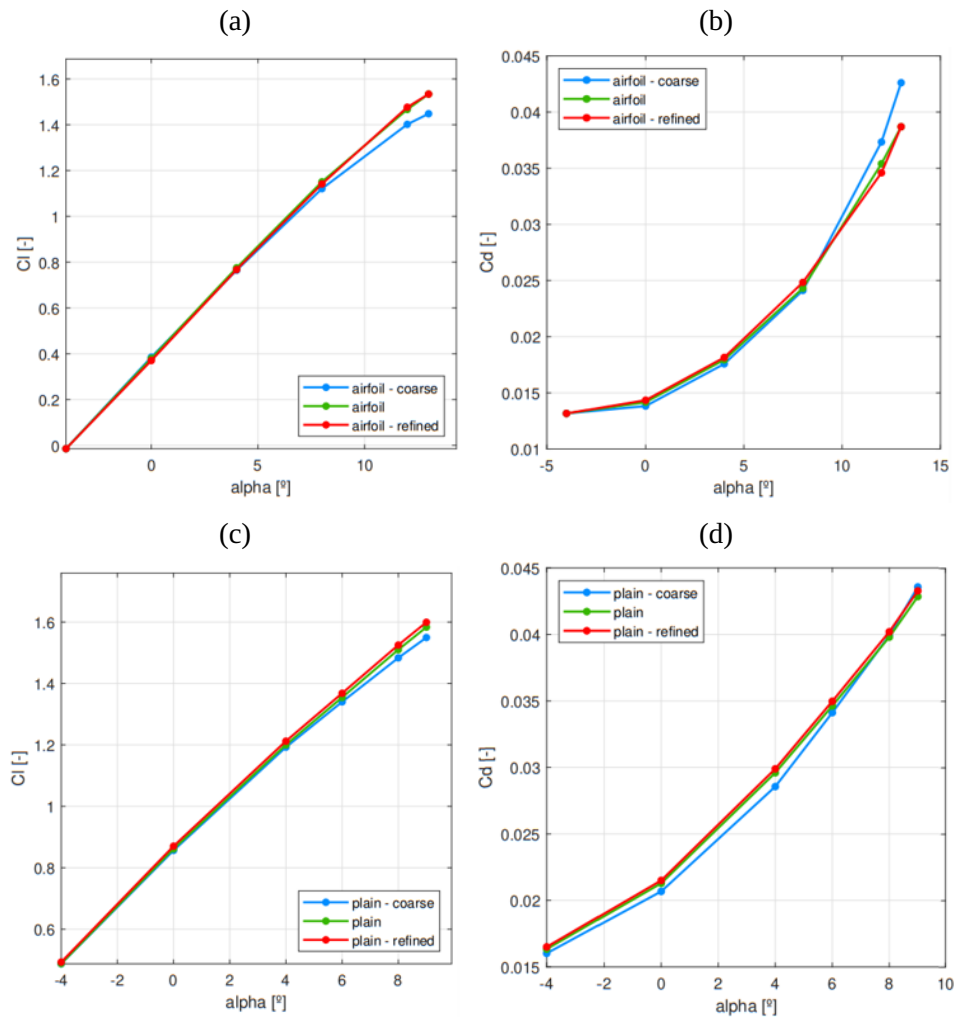 (a)
1.6
1.4
1.2
1
0.8
0.6
0.4
0.2
0
Cl [-]
airfoil - coarse
airfoil
airfoil - refined
0
5
10
alpha [º]
(b)
0.045
0.04
0.035
0.03
0.025
0.02
0.015
0.01
Cd [-]
airfoil - coarse
airfoil
airfoil - refined
-5
0
5
10
15
alpha [º]
(c)
1.6
1.4
1.2
1
0.8
0.6
Cl [-]
plain - coarse
plain
plain - refined
-4
-2
0
2
4
6
8
alpha [º]
(d)
0.045
0.04
0.035
0.03
0.025
0.02
0.015
Cd [-]
plain - coarse
plain
plain - refined
-4
-2
0
2
4
6
8
10
alpha [º]